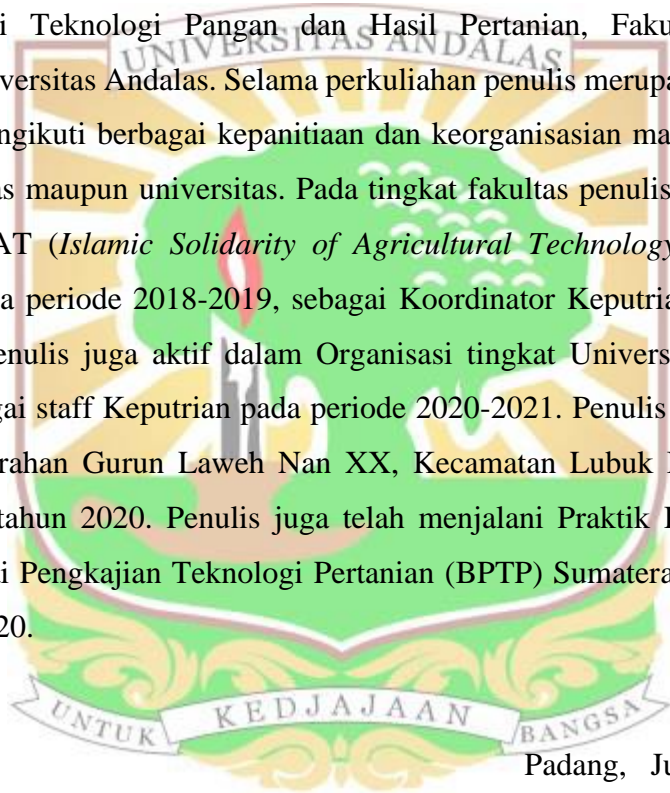 i Teknologi Pangan dan Hasil Pertanian, Faku
UNIVERSITAS ANDALAS
versitas Andalas. Selama perkuliahan penulis merupa
ngikuti berbagai kepanitiaan dan keorganisasian ma
as maupun universitas. Pada tingkat fakultas penulis
AT (Islamic Solidarity of Agricultural Technology
a periode 2018-2019, sebagai Koordinator Keputria
enulis juga aktif dalam Organisasi tingkat Univers
gai staff Keputrian pada periode 2020-2021. Penulis
rahan Gurun Laweh Nan XX, Kecamatan Lubuk
tahun 2020. Penulis juga telah menjalani Praktik
i Pengkajian Teknologi Pertanian (BPTP) Sumatera
20.
UNTUK KEDJAJAAN BANGSA
Padang, Ju